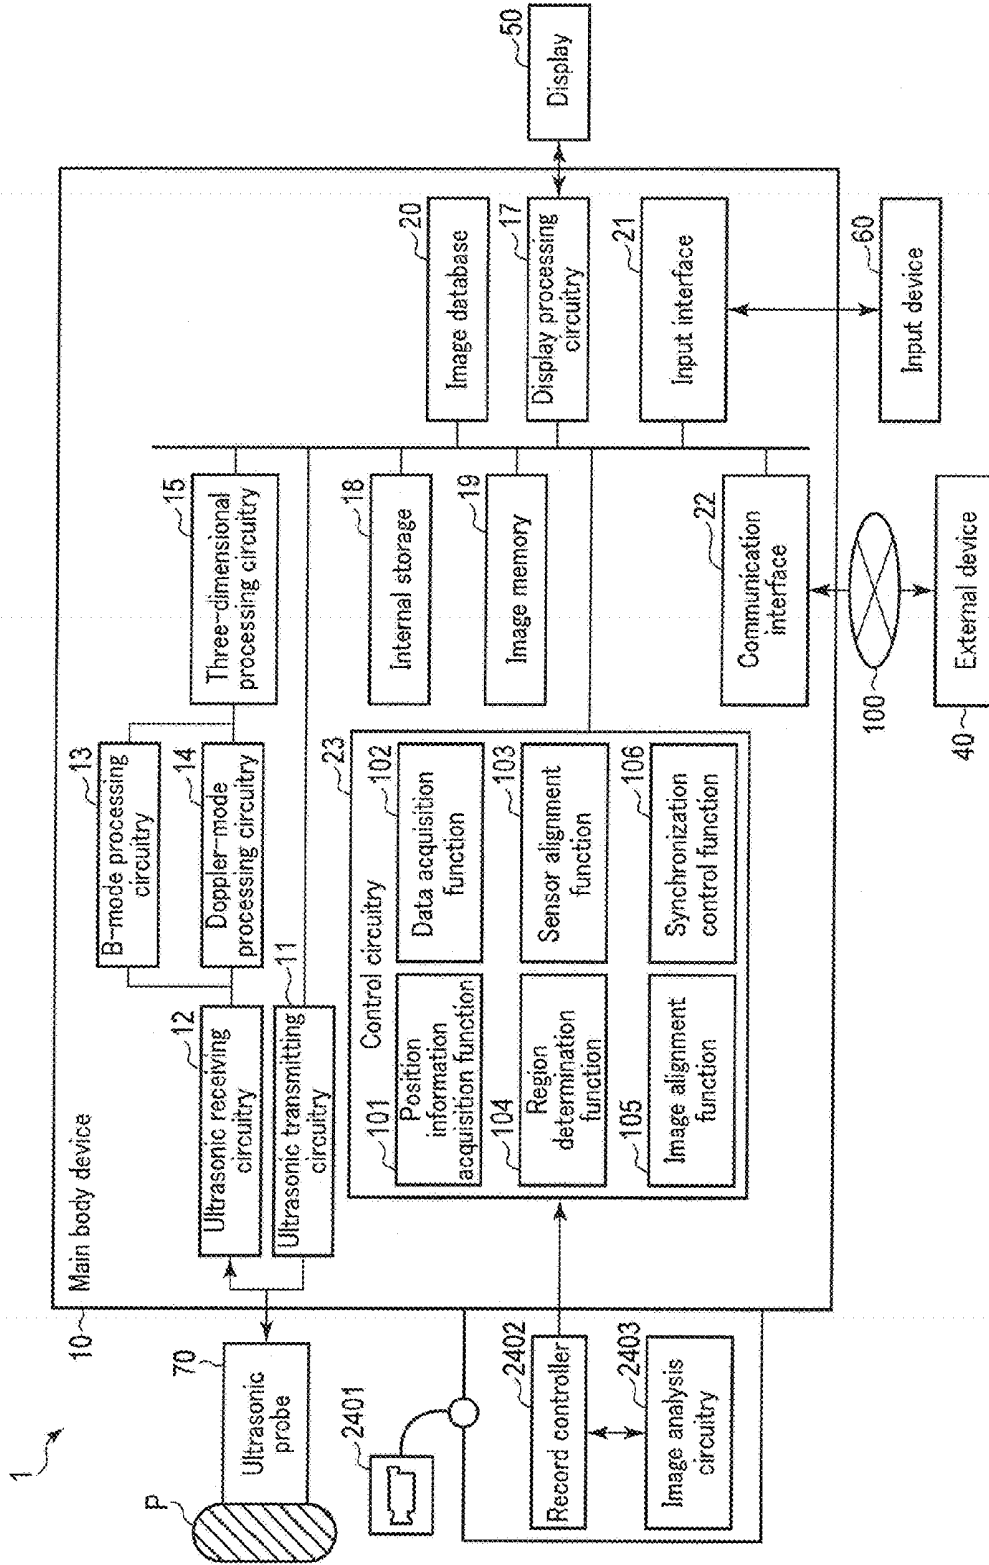 1
P
70
Ultrasonic
probe
10
Main body device
12
Ultrasonic receiving
circuitry
11
Ultrasonic transmitting
circuitry
13
B-mode processing
circuitry
14
Doppler-mode
processing circuitry
15
Three-dimensional
processing circuitry
23
Control circuitry
101
Position
information
acquisition function
102
Data acquisition
function
104
Region
determination
function
103
Sensor alignment
function
105
Image alignment
function
106
Synchronization
control function
18
Internal storage
19
Image memory
20
Image database
17
Display processing
circuitry
50
Display
21
Input interface
60
Input device
22
Communication
interface
100
40
External device
2401
2402
Record controller
2403
Image analysis
circuitry